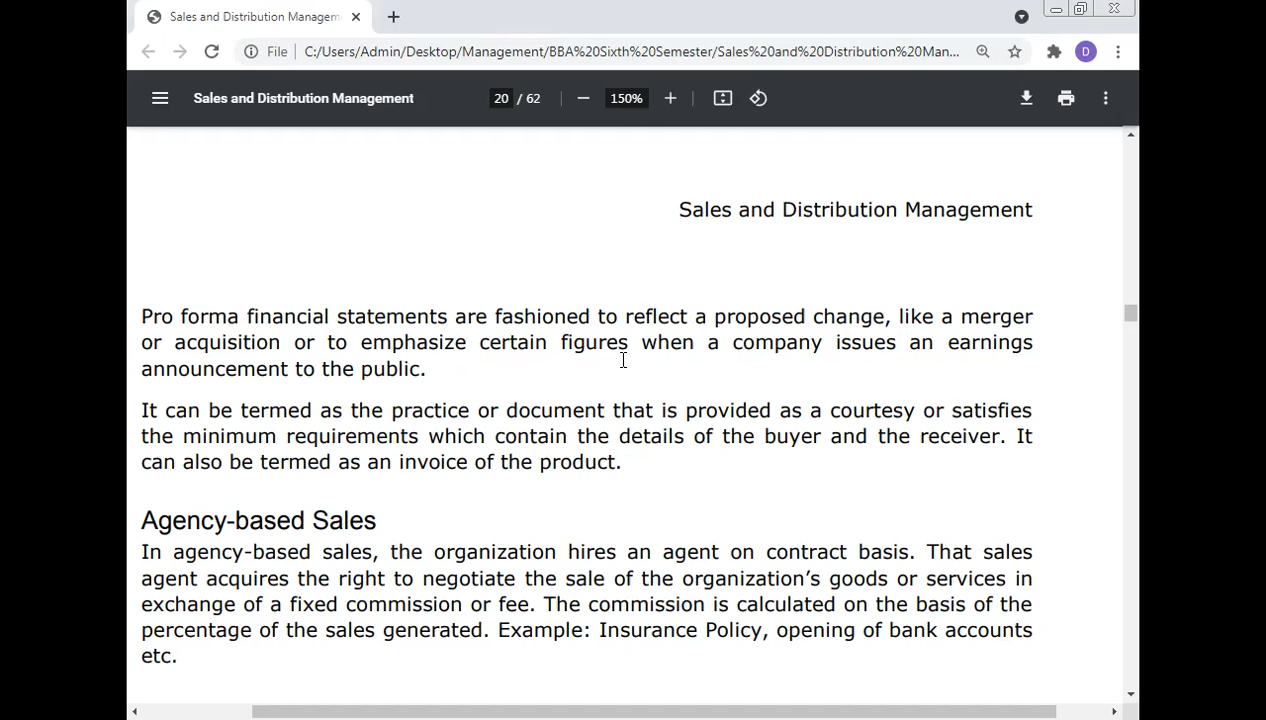 Sales and Distribution Managem
File C:/Users/Admin/Desktop/Management/BBA%20Sixth%20Semester/Sales%20and%20Distribution%20Man...
D
Sales and Distribution Management 20 / 62 150%
Sales and Distribution Management
Pro forma financial statements are fashioned to reflect a proposed change, like a merger
or acquisition or to emphasize certain figures when a company issues an earnings
announcement to the public.
It can be termed as the practice or document that is provided as a courtesy or satisfies
the minimum requirements which contain the details of the buyer and the receiver. It
can also be termed as an invoice of the product.
Agency-based Sales
In agency-based sales, the organization hires an agent on contract basis. That sales
agent acquires the right to negotiate the sale of the organization’s goods or services in
exchange of a fixed commission or fee. The commission is calculated on the basis of the
percentage of the sales generated. Example: Insurance Policy, opening of bank accounts
etc.